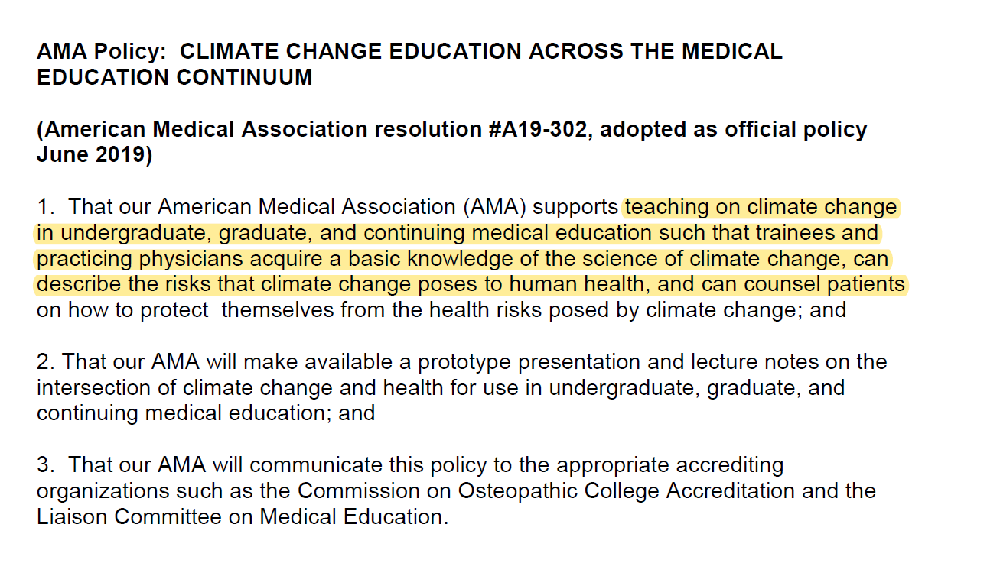 AMA Policy:  CLIMATE CHANGE EDUCATION ACROSS THE MEDICAL
EDUCATION CONTINUUM
(American Medical Association resolution #A19-302, adopted as official policy
June 2019)
1.  That our American Medical Association (AMA) supports teaching on climate change
in undergraduate, graduate, and continuing medical education such that trainees and
practicing physicians acquire a basic knowledge of the science of climate change, can
describe the risks that climate change poses to human health, and can counsel patients
on how to protect  themselves from the health risks posed by climate change; and
2. That our AMA will make available a prototype presentation and lecture notes on the
intersection of climate change and health for use in undergraduate, graduate, and
continuing medical education; and
3.  That our AMA will communicate this policy to the appropriate accrediting
organizations such as the Commission on Osteopathic College Accreditation and the
Liaison Committee on Medical Education.